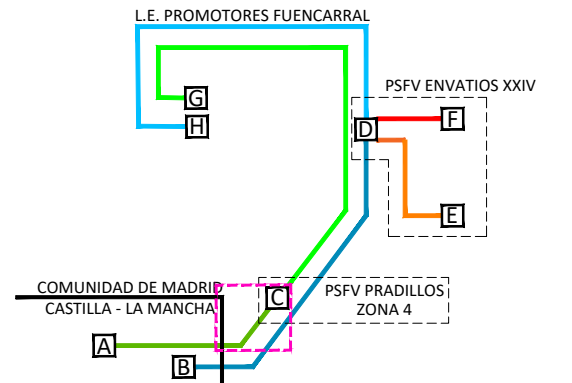 L.E. PROMOTORES FUENCARRAL
PSFV ENVATIOS XXIV
G
F
H
D
E
COMUNIDAD DE MADRID
C
PSFV PRADILLOS
ZONA 4
CASTILLA - LA MANCHA
A
B